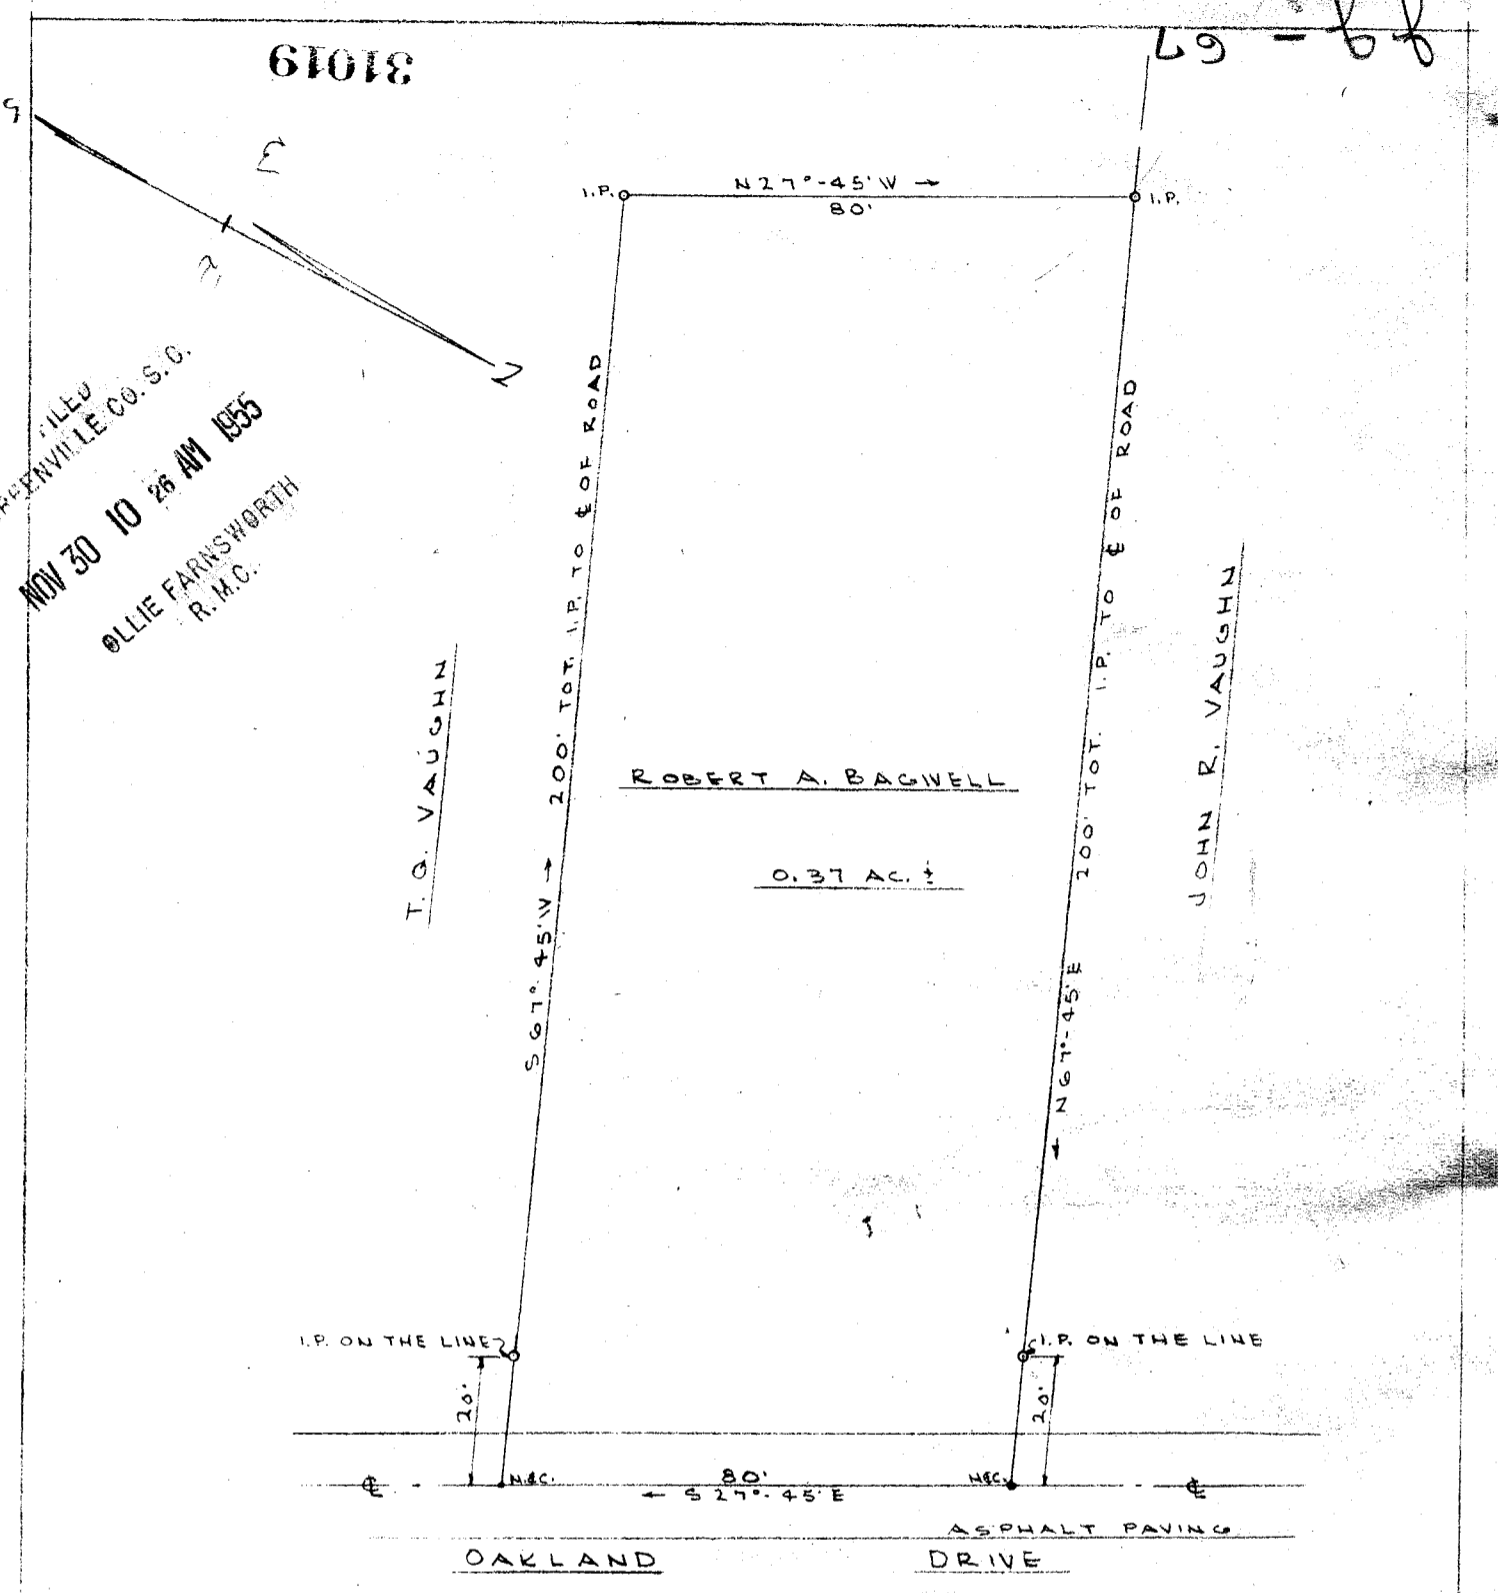 31019
I.P.
N 27°-45' W →
80'
I.P.
N
GREENVILLE CO. S. C.
NOV 30 10 26 AM 1955
OLLIE FARNSWORTH
R. M. C.
T. Q. VAUGHN
S 67°-45' W → 200' TOT. I.P. TO ℄ OF ROAD
ROBERT A. BAGWELL
0.37 AC. ±
← N 67°-45' E 200' TOT. I.P. TO ℄ OF ROAD
JOHN R. VAUGHN
I.P. ON THE LINE
I.P. ON THE LINE
20'
20'
℄
N.&C.
80'
N&C.
℄
← S 27°-45' E
ASPHALT PAVING
OAKLAND DRIVE